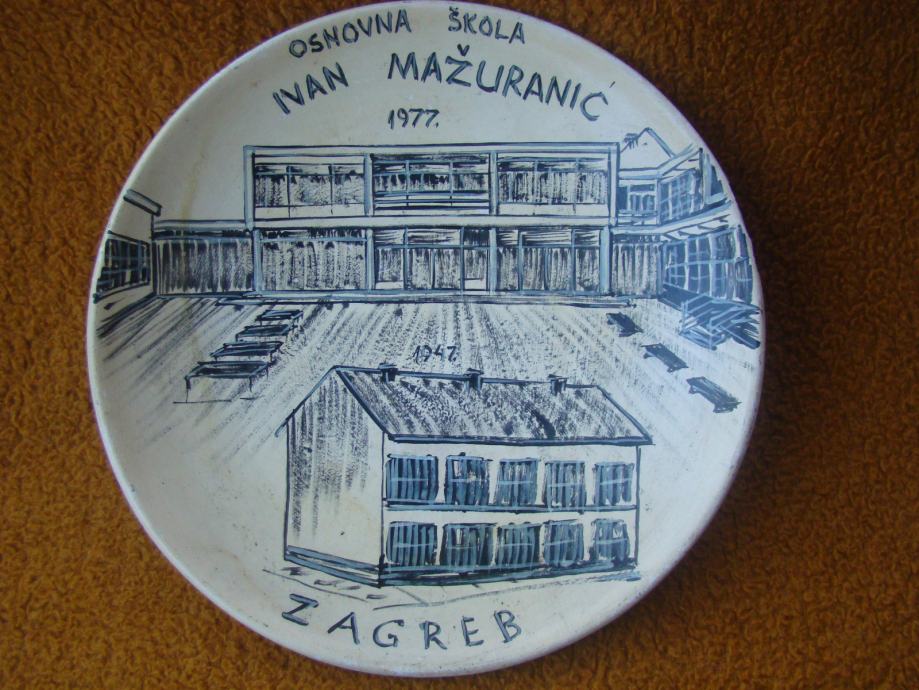 OSNOVNA ŠKOLA
IVAN MAŽURANIĆ
1977.
1947.
ZAGREB